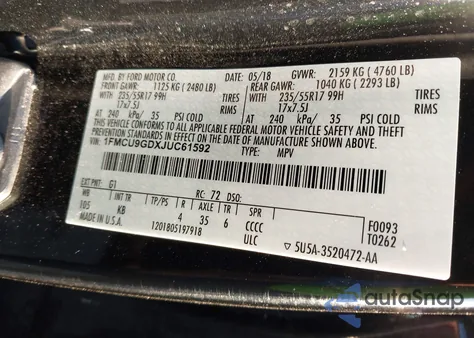 MFD. BY FORD MOTOR CO.
05/18 GVWR: 2159 KG ( 4760 LB)
FRONT GAWR: 1125 KG ( 2480 LB) REAR GAWR: 1040 KG ( 2293 LB)
WITH 235/55R17 99H TIRES WITH 235/55R17 99H TIRES
17x7.5J RIMS 17x7.5J RIMS
AT 240 kPa/ 35 PSI COLD AT 240 kPa/ 35 PSI COLD
THIS VEHICLE CONFORMS TO ALL APPLICABLE FEDERAL MOTOR VEHICLE SAFETY AND THEFT PREVENTION STANDARDS IN EFFECT ON THE DATE OF MANUFACTURE SHOWN ABOVE.
VIN: 1FMCU9GDXJUC61592
TYPE: MPV
EXT PNT: G1 RC: 72 DSO:
WB INT TR TP/PS R AXLE TR SPR
105 KB 4 35 6 CCCC F0093
1201805197918 ULC T0262
MADE IN U.S.A. 5U5A-3520472-AA
autoSnap